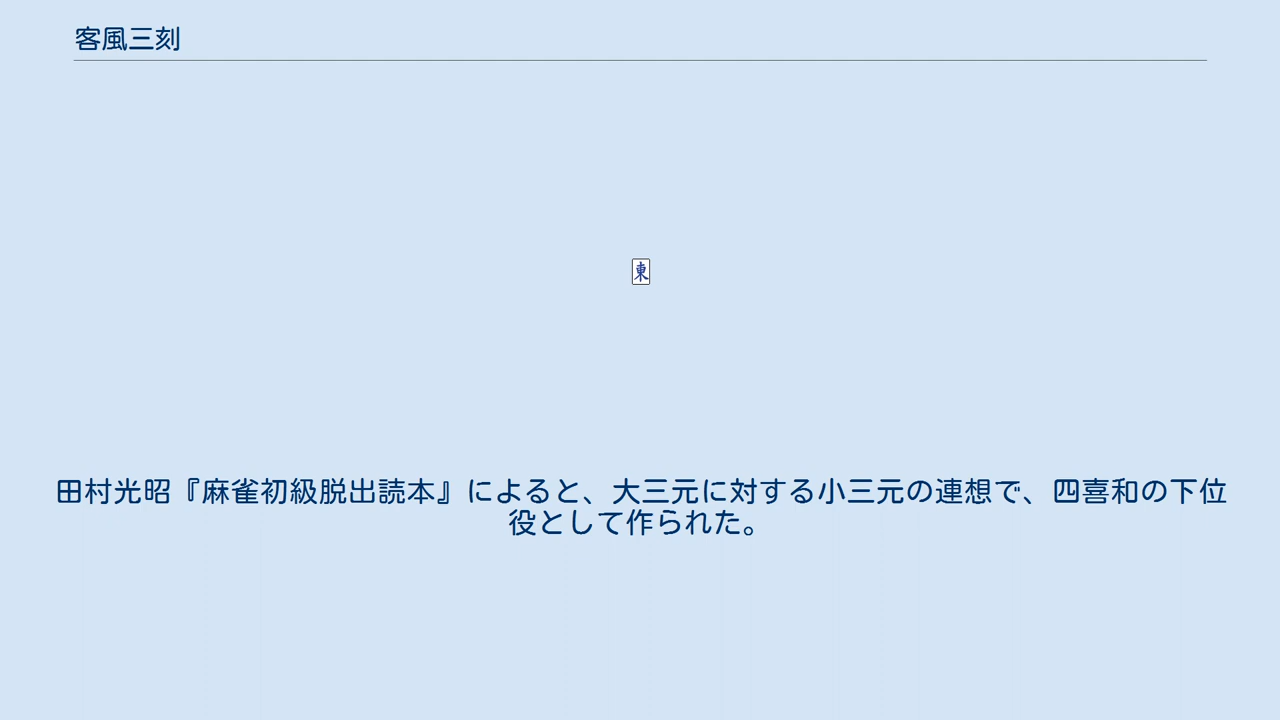 客風三刻
東
田村光昭『麻雀初級脱出読本』によると、大三元に対する小三元の連想で、四喜和の下位
役として作られた。